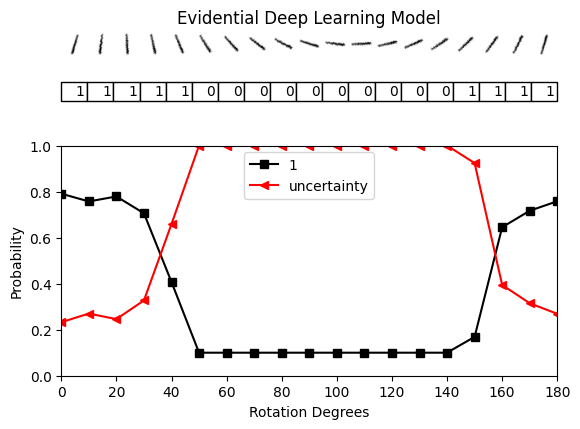 Evidential Deep Learning Model
1 1 1 1 1 0 0 0 0 0 0 0 0 0 0 1 1 1 1
1.0
0.8
0.6
0.4
0.2
0.0
Probability
1
uncertainty
0 20 40 60 80 100 120 140 160 180
Rotation Degrees